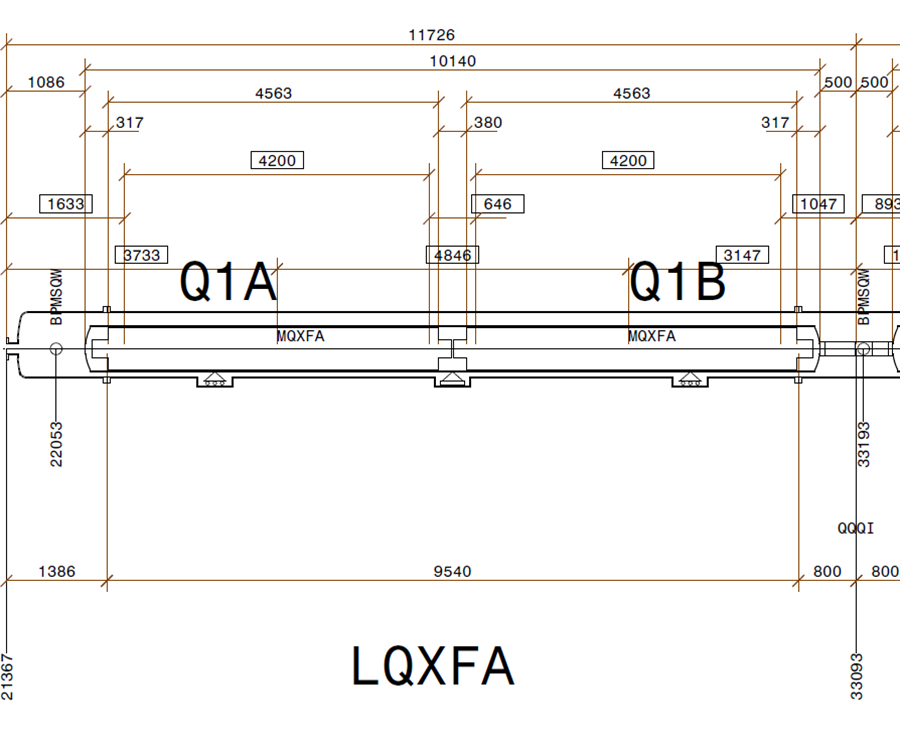 11726
10140
1086
500 500
4563 4563
317 380 317
4200 4200
1633 646 1047
3733 4846 3147
Q1A Q1B
BPMSQW BPMSQW
MQXFA MQXFA
22053 33193
QQQI
1386 9540 800 800
LQXFA
21367 33093